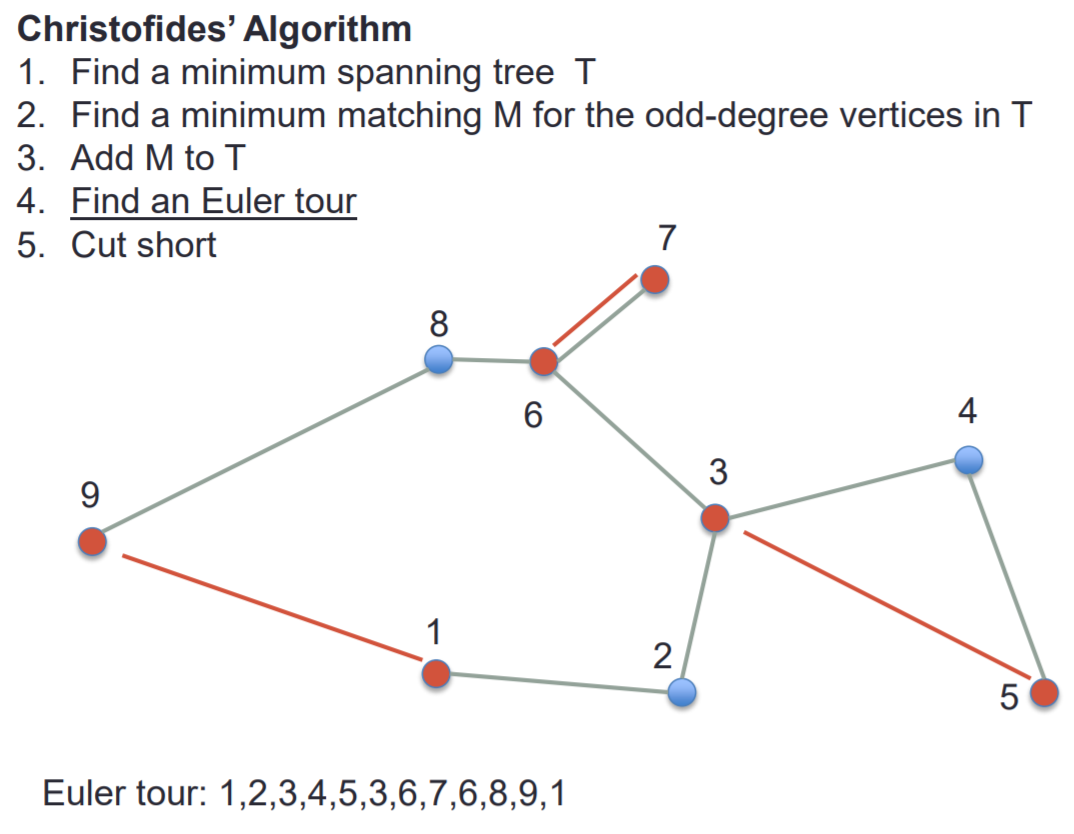 Christofides' Algorithm
1. Find a minimum spanning tree T
2. Find a minimum matching M for the odd-degree vertices in T
3. Add M to T
4. Find an Euler tour
5. Cut short
7
8
6
4
3
9
1
2
5
Euler tour: 1,2,3,4,5,3,6,7,6,8,9,1